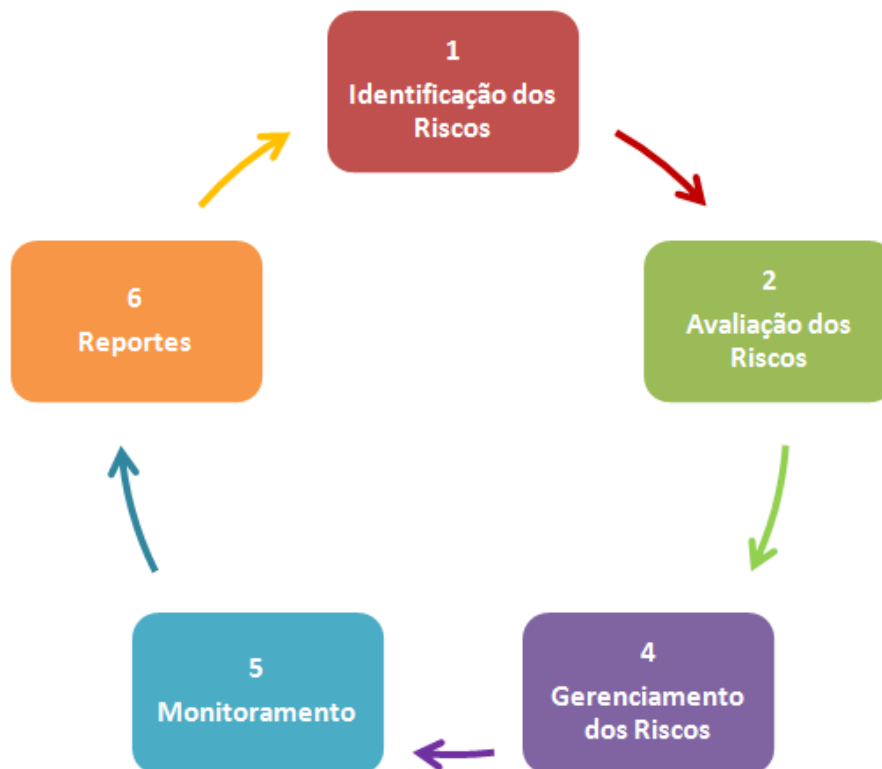 1
Identificação dos
Riscos
2
Avaliação dos
Riscos
4
Gerenciamento
dos Riscos
5
Monitoramento
6
Reportes